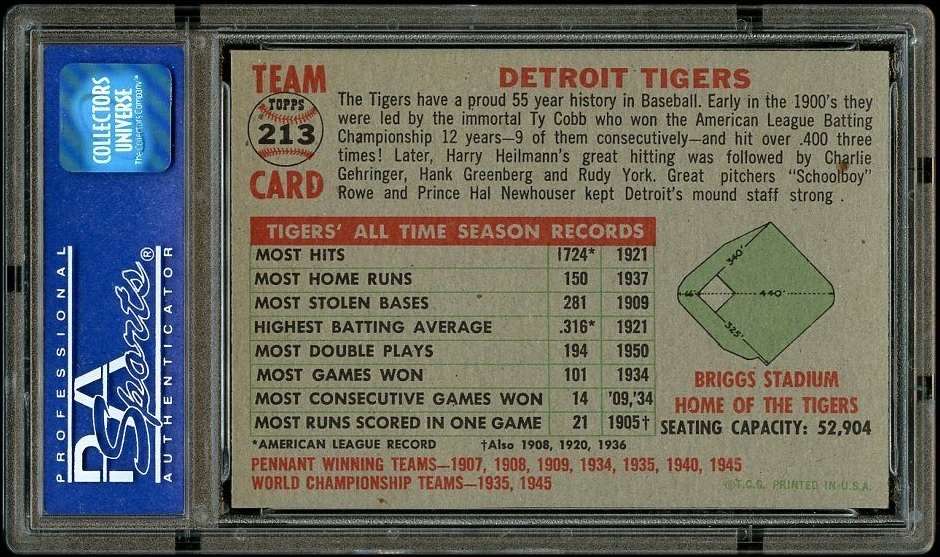 COLLECTORS
UNIVERSE
The Collectors Company™
PROFESSIONAL
PSA
Sports®
AUTHENTICATOR
TEAM
TOPPS
213
CARD
DETROIT TIGERS
The Tigers have a proud 55 year history in Baseball. Early in the 1900's they
were led by the immortal Ty Cobb who won the American League Batting
Championship 12 years—9 of them consecutively—and hit over .400 three
times! Later, Harry Heilmann's great hitting was followed by Charlie
Gehringer, Hank Greenberg and Rudy York. Great pitchers "Schoolboy"
Rowe and Prince Hal Newhouser kept Detroit's mound staff strong .
TIGERS' ALL TIME SEASON RECORDS
MOST HITS 1724* 1921
MOST HOME RUNS 150 1937
MOST STOLEN BASES 281 1909
HIGHEST BATTING AVERAGE .316* 1921
MOST DOUBLE PLAYS 194 1950
MOST GAMES WON 101 1934
MOST CONSECUTIVE GAMES WON 14 '09,'34
MOST RUNS SCORED IN ONE GAME 21 1905†
*AMERICAN LEAGUE RECORD †Also 1908, 1920, 1936
PENNANT WINNING TEAMS—1907, 1908, 1909, 1934, 1935, 1940, 1945
WORLD CHAMPIONSHIP TEAMS—1935, 1945
340'
440'
325'
BRIGGS STADIUM
HOME OF THE TIGERS
SEATING CAPACITY: 52,904
©T.C.G. PRINTED IN U.S.A.